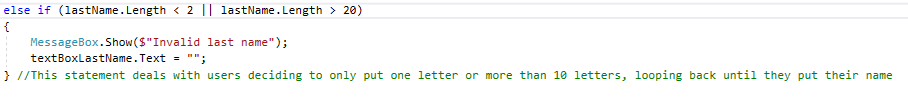 else if (lastName.Length < 2 || lastName.Length > 20)
{
MessageBox.Show($"Invalid last name");
textBoxLastName.Text = "";
} //This statement deals with users deciding to only put one letter or more than 10 letters, looping back until they put their name